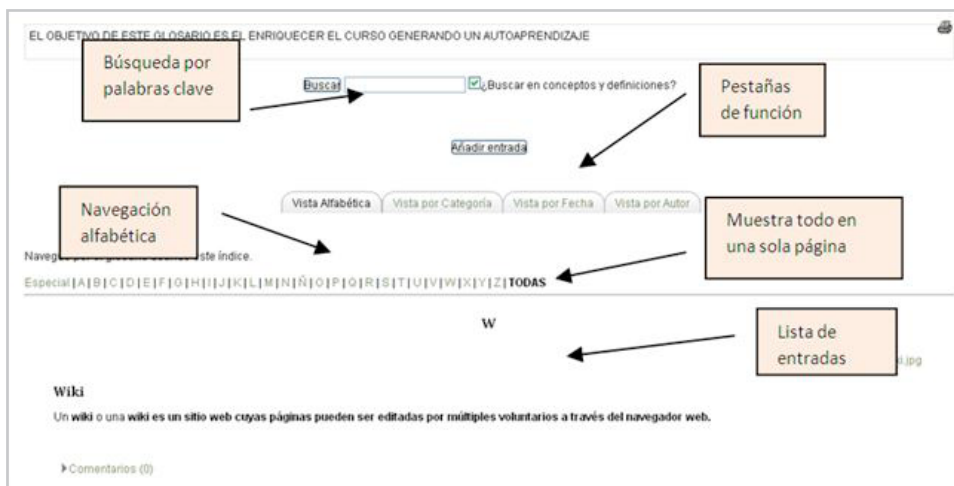 EL OBJETIVO DE ESTE GLOSARIO ES EL ENRIQUECER EL CURSO GENERANDO UN AUTOAPRENDIZAJE
Búsqueda por
palabras clave
Buscar ¿Buscar en conceptos y definiciones?
Pestañas
de función
Añadir entrada
Vista Alfabética Vista por Categoría Vista por Fecha Vista por Autor
Navegación
alfabética
Muestra todo en
una sola página
índice.
Especial|A|B|C|D|E|F|G|H|I|J|K|L|M|N|Ñ|O|P|Q|R|S|T|U|V|W|X|Y|Z|TODAS
W
Lista de
entradas
.jpg
Wiki
Un wiki o una wiki es un sitio web cuyas páginas pueden ser editadas por múltiples voluntarios a través del navegador web.
Comentarios (0)